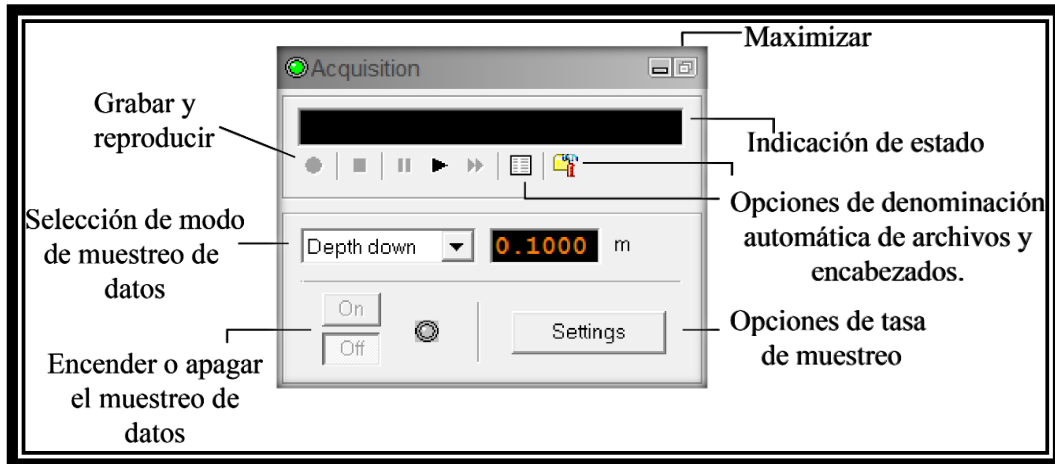 Maximizar
Acquisition
Grabar y
reproducir
Indicación de estado
Opciones de denominación
automática de archivos y
encabezados.
Selección de modo
de muestreo de
datos
Depth down
0.1000 m
On
Off
Settings
Opciones de tasa
de muestreo
Encender o apagar
el muestreo de
datos